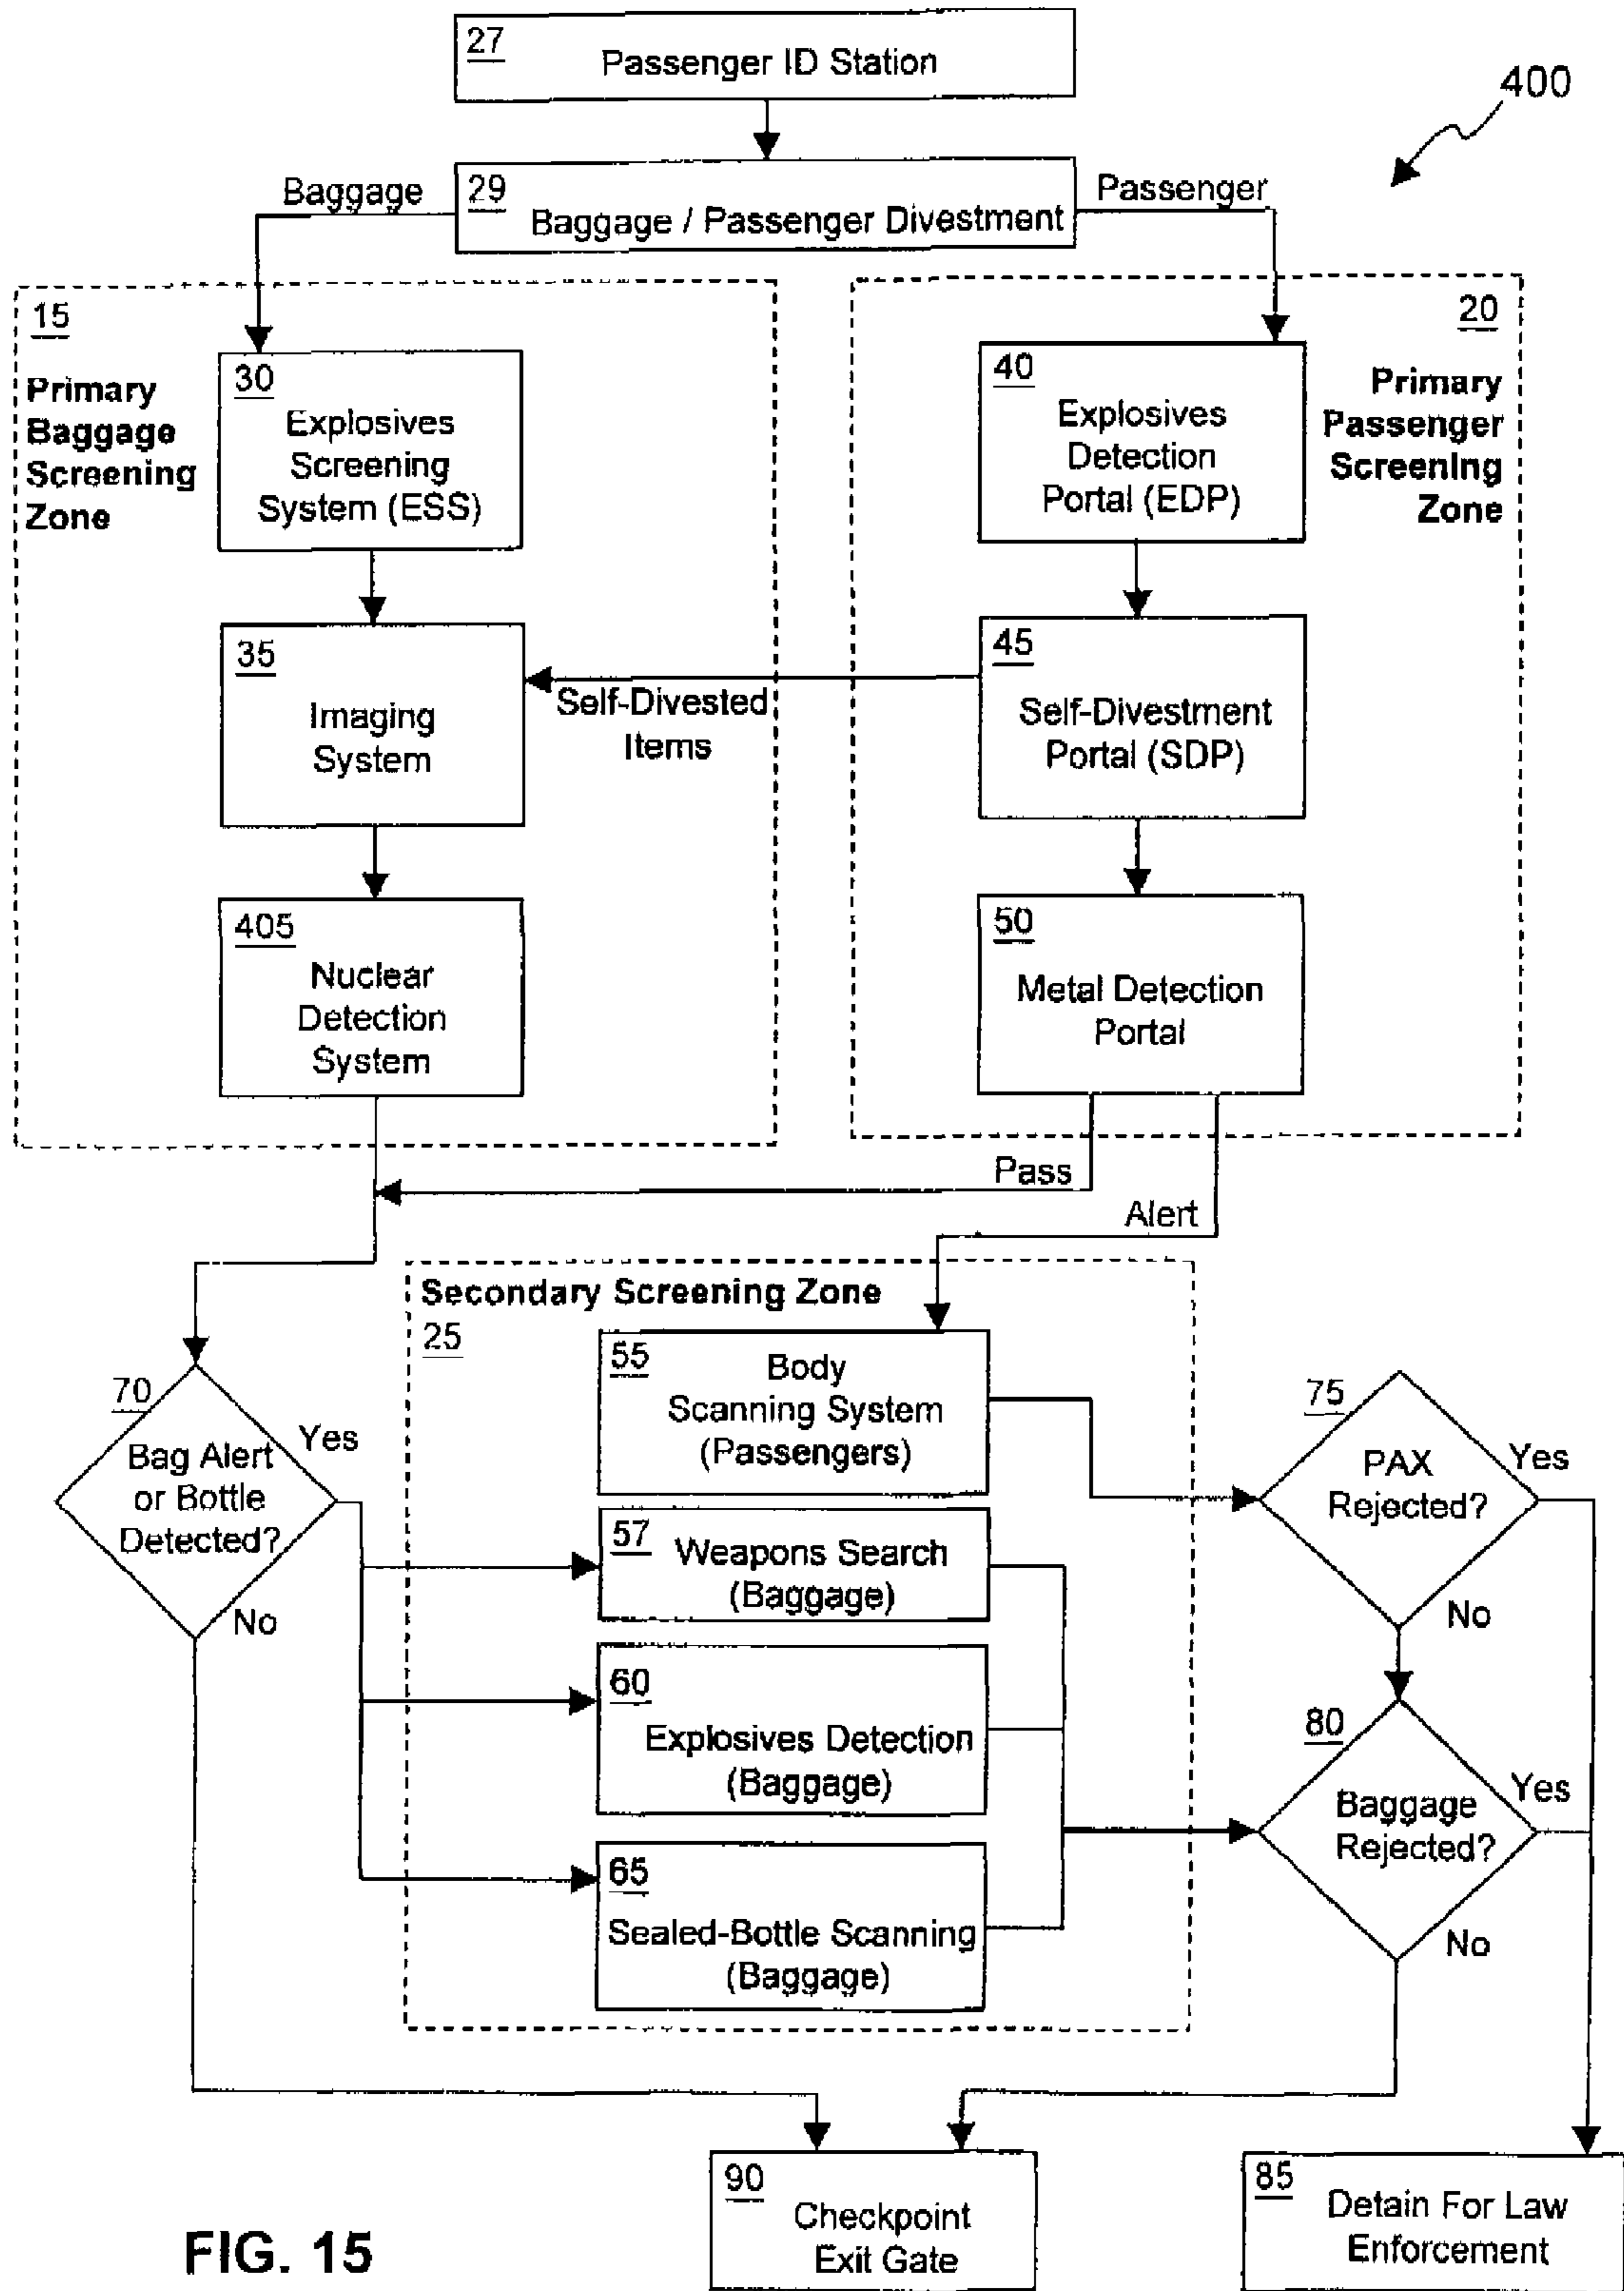 27
Passenger ID Station
400
Baggage
29
Baggage / Passenger Divestment
Passenger
15
Primary
Baggage
Screening
Zone
30
Explosives
Screening
System (ESS)
35
Imaging
System
405
Nuclear
Detection
System
20
Primary
Passenger
Screening
Zone
40
Explosives
Detection
Portal (EDP)
45
Self-Divestment
Portal (SDP)
Self-Divested
Items
50
Metal Detection
Portal
Pass
Alert
Secondary Screening Zone
25
55
Body
Scanning System
(Passengers)
57
Weapons Search
(Baggage)
60
Explosives Detection
(Baggage)
65
Sealed-Bottle Scanning
(Baggage)
70
Bag Alert
or Bottle
Detected?
Yes
No
75
PAX
Rejected?
Yes
No
80
Baggage
Rejected?
Yes
No
90
Checkpoint
Exit Gate
85
Detain For Law
Enforcement
FIG. 15